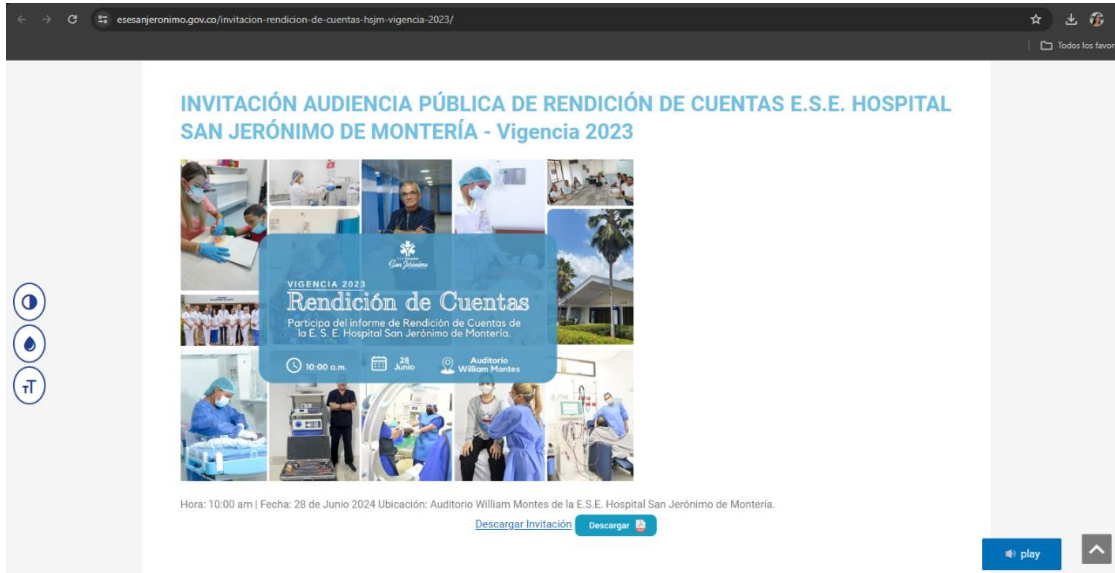 esesanjeronimo.gov.co/invitacion-rendicion-de-cuentas-hsjm-vigencia-2023/
Todos los favor
INVITACIÓN AUDIENCIA PÚBLICA DE RENDICIÓN DE CUENTAS E.S.E. HOSPITAL
SAN JERÓNIMO DE MONTERÍA - Vigencia 2023
San Jerónimo
VIGENCIA 2023
Rendición de Cuentas
Participa del informe de Rendición de Cuentas de
la E. S. E. Hospital San Jerónimo de Montería.
10:00 a.m.
28
Junio
Auditorio
William Montes
TT
Hora: 10:00 am | Fecha: 28 de Junio 2024 Ubicación: Auditorio William Montes de la E.S.E. Hospital San Jerónimo de Montería.
Descargar Invitación
Descargar
play